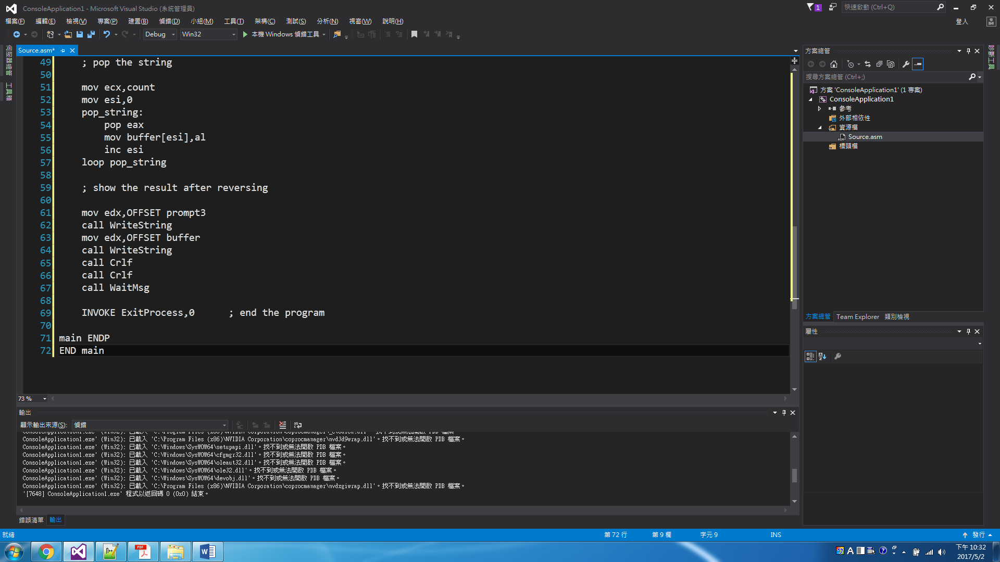 ConsoleApplication1 - Microsoft Visual Studio (系統管理員)
1
快速啟動 (Ctrl+Q)
檔案(F) 編輯(E) 檢視(V) 專案(P) 建置(B) 偵錯(D) 小組(M) 工具(T) 架構(C) 測試(S) 分析(N) 視窗(W) 說明(H)
登入
Debug Win32 本機 Windows 偵錯工具
伺服器總管
工具箱
Source.asm*
49 ; pop the string
50
51 mov ecx,count
52 mov esi,0
53 pop_string:
54 pop eax
55 mov buffer[esi],al
56 inc esi
57 loop pop_string
58
59 ; show the result after reversing
60
61 mov edx,OFFSET prompt3
62 call WriteString
63 mov edx,OFFSET buffer
64 call WriteString
65 call Crlf
66 call Crlf
67 call WaitMsg
68
69 INVOKE ExitProcess,0 ; end the program
70
71 main ENDP
72 END main
73 %
方案總管
搜尋方案總管 (Ctrl+;)
方案 'ConsoleApplication1' (1 專案)
ConsoleApplication1
參考
外部相依性
資源檔
Source.asm
標頭檔
方案總管 Team Explorer 類別檢視
屬性
診斷工具
輸出
顯示輸出來源(S): 偵錯
ConsoleApplication1.exe' (Win32): 已載入 'C:\Program Files (x86)\NVIDIA Corporation\coprocmanager\nvd3d9wrap.dll'。找不到或無法開啟 PDB 檔案。
ConsoleApplication1.exe' (Win32): 已載入 'C:\Windows\SysWOW64\setupapi.dll'。找不到或無法開啟 PDB 檔案。
ConsoleApplication1.exe' (Win32): 已載入 'C:\Windows\SysWOW64\cfgmgr32.dll'。找不到或無法開啟 PDB 檔案。
ConsoleApplication1.exe' (Win32): 已載入 'C:\Windows\SysWOW64\oleaut32.dll'。找不到或無法開啟 PDB 檔案。
ConsoleApplication1.exe' (Win32): 已載入 'C:\Windows\SysWOW64\ole32.dll'。找不到或無法開啟 PDB 檔案。
ConsoleApplication1.exe' (Win32): 已載入 'C:\Windows\SysWOW64\devobj.dll'。找不到或無法開啟 PDB 檔案。
ConsoleApplication1.exe' (Win32): 已載入 'C:\Program Files (x86)\NVIDIA Corporation\coprocmanager\nvdxgiwrap.dll'。找不到或無法開啟 PDB 檔案。
'[7648] ConsoleApplication1.exe' 程式以返回碼 0 (0x0) 結束。
錯誤清單 輸出
就緒 第 72 行 第 9 欄 字元 9 INS 發行
下午 10:32
2017/5/2